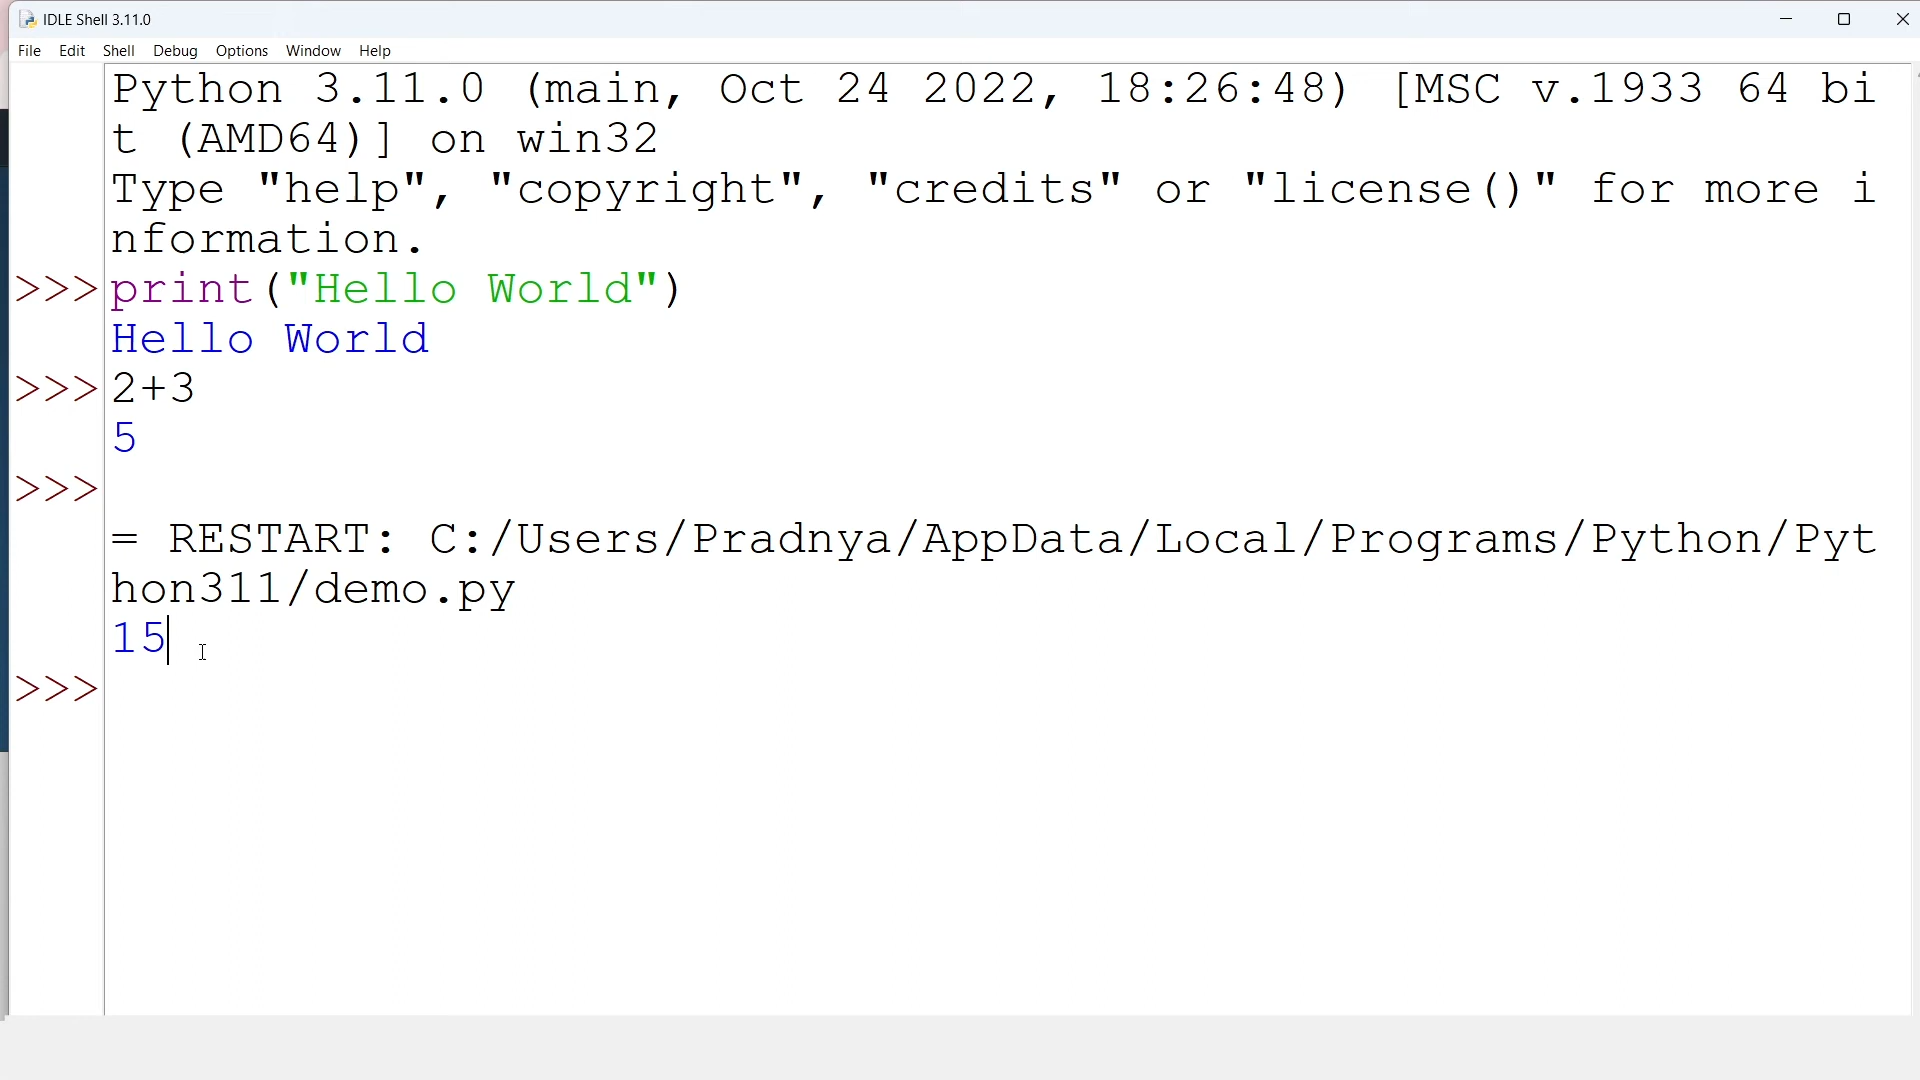 IDLE Shell 3.11.0
File Edit Shell Debug Options Window Help
Python 3.11.0 (main, Oct 24 2022, 18:26:48) [MSC v.1933 64 bi
t (AMD64)] on win32
Type "help", "copyright", "credits" or "license()" for more i
nformation.
>>> print("Hello World")
Hello World
>>> 2+3
5
>>>
= RESTART: C:/Users/Pradnya/AppData/Local/Programs/Python/Pyt
hon311/demo.py
15
>>>